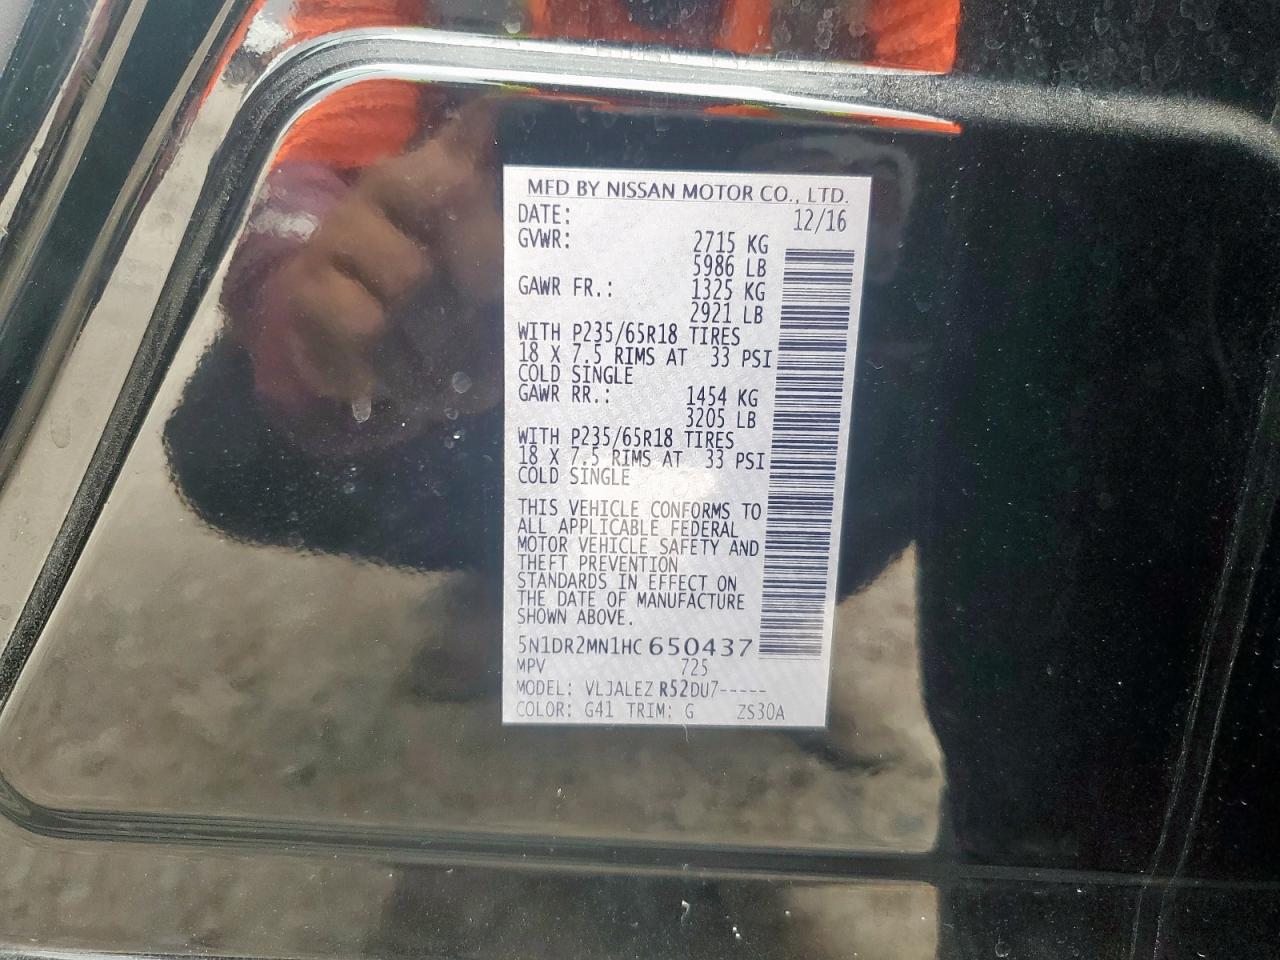 MFD BY NISSAN MOTOR CO., LTD.
DATE: 12/16
GVWR: 2715 KG
5986 LB
GAWR FR.: 1325 KG
2921 LB
WITH P235/65R18 TIRES
18 X 7.5 RIMS AT 33 PSI
COLD SINGLE
GAWR RR.: 1454 KG
3205 LB
WITH P235/65R18 TIRES
18 X 7.5 RIMS AT 33 PSI
COLD SINGLE
THIS VEHICLE CONFORMS TO
ALL APPLICABLE FEDERAL
MOTOR VEHICLE SAFETY AND
THEFT PREVENTION
STANDARDS IN EFFECT ON
THE DATE OF MANUFACTURE
SHOWN ABOVE.
5N1DR2MN1HC650437
MPV 725
MODEL: VLJALEZ R52DU7-----
COLOR: G41 TRIM: G ZS30A